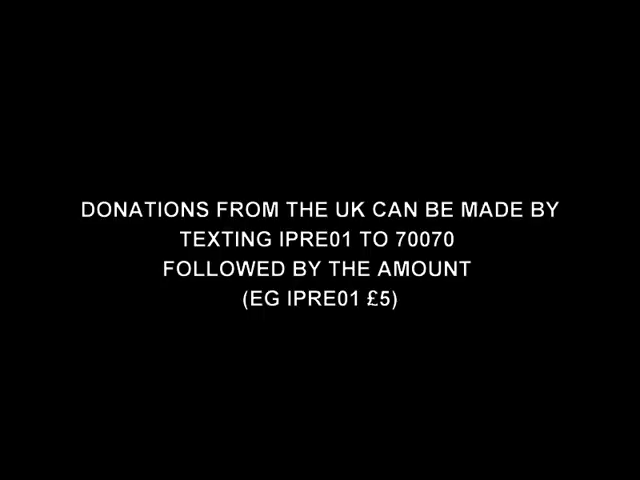 DONATIONS FROM THE UK CAN BE MADE BY
TEXTING IPRE01 TO 70070
FOLLOWED BY THE AMOUNT
(EG IPRE01 £5)